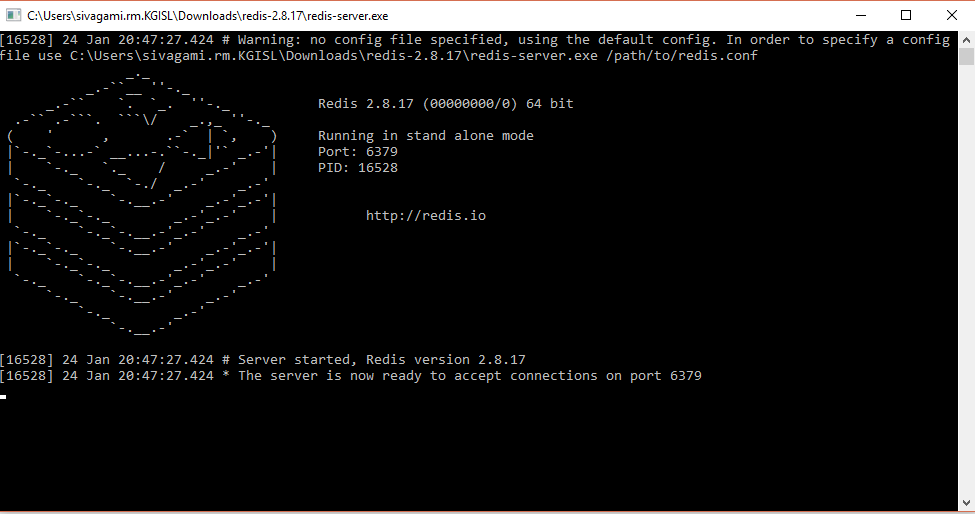 C:\Users\sivagami.rm.KGISL\Downloads\redis-2.8.17\redis-server.exe
[16528] 24 Jan 20:47:27.424 # Warning: no config file specified, using the default config. In order to specify a config
file use C:\Users\sivagami.rm.KGISL\Downloads\redis-2.8.17\redis-server.exe /path/to/redis.conf
Redis 2.8.17 (00000000/0) 64 bit
Running in stand alone mode
Port: 6379
PID: 16528
http://redis.io
[16528] 24 Jan 20:47:27.424 # Server started, Redis version 2.8.17
[16528] 24 Jan 20:47:27.424 * The server is now ready to accept connections on port 6379